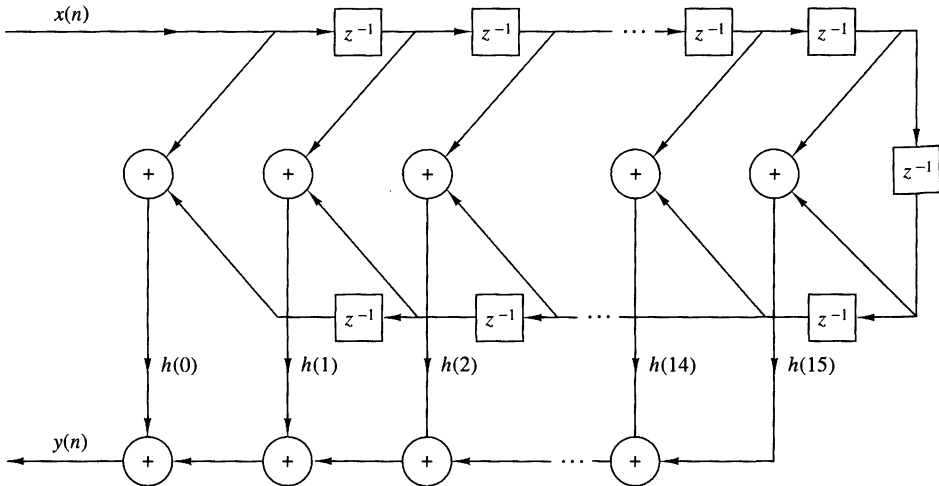 x(n)
z⁻¹ z⁻¹ ... z⁻¹ z⁻¹
+ + + + + z⁻¹
z⁻¹ z⁻¹ ... z⁻¹
h(0) h(1) h(2) h(14) h(15)
y(n)
+ + + ... +